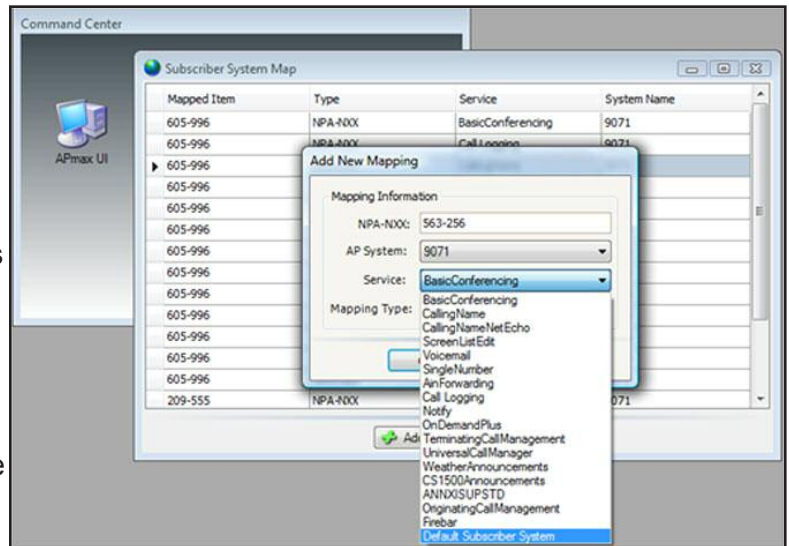 Command Center
APmax UI
Subscriber System Map
Mapped Item Type Service System Name
605-996 NPA-NXX BasicConferencing 9071
605-996 NPA-NXX Call Logging 9071
605-996
605-996
605-996
605-996
605-996
605-996
605-996
605-996
605-996
605-996
605-996
209-555 NPA-NXX 9071
Add New Mapping
Mapping Information
NPA-NXX: 563-256
AP System: 9071
Service: BasicConferencing
Mapping Type:
BasicConferencing
CallingName
CallingNameNetEcho
ScreenListEdit
Voicemail
SingleNumber
AinForwarding
Call Logging
Notify
OnDemandPlus
TerminatingCallManagement
UniversalCallManager
WeatherAnnouncements
CS1500Announcements
ANNXISUPSTD
OriginatingCallManagement
Firebar
Default Subscriber System